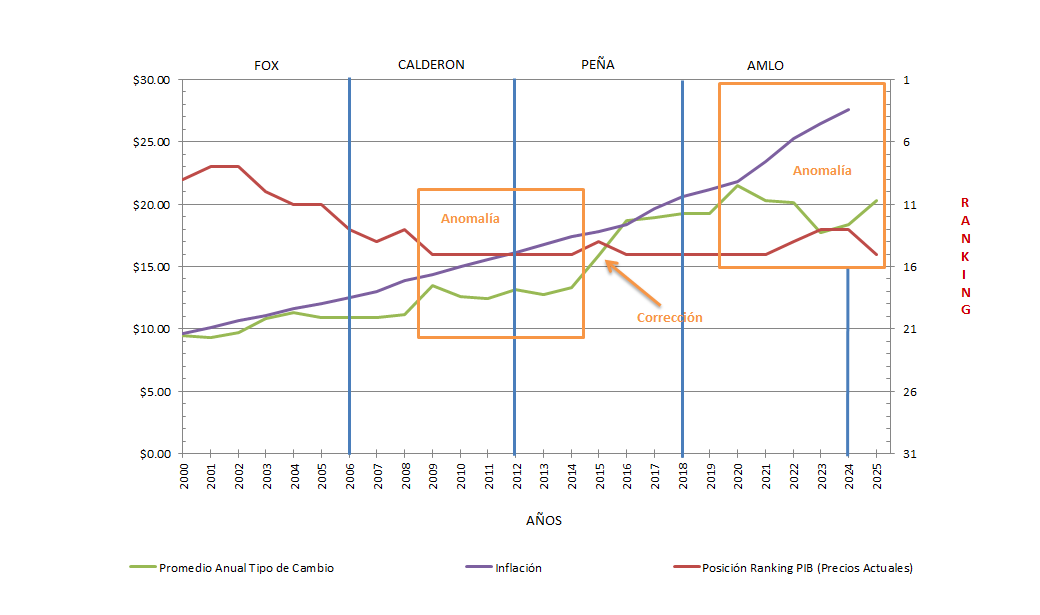 FOX CALDERON PEÑA AMLO
$30.00 1
$25.00 6
Anomalía
$20.00 11
Anomalía
$15.00 16
Corrección
$10.00 21
$5.00 26
$0.00 31
RANKING
2000 2001 2002 2003 2004 2005 2006 2007 2008 2009 2010 2011 2012 2013 2014 2015 2016 2017 2018 2019 2020 2021 2022 2023 2024 2025
AÑOS
Promedio Anual Tipo de Cambio Inflación Posición Ranking PIB (Precios Actuales)